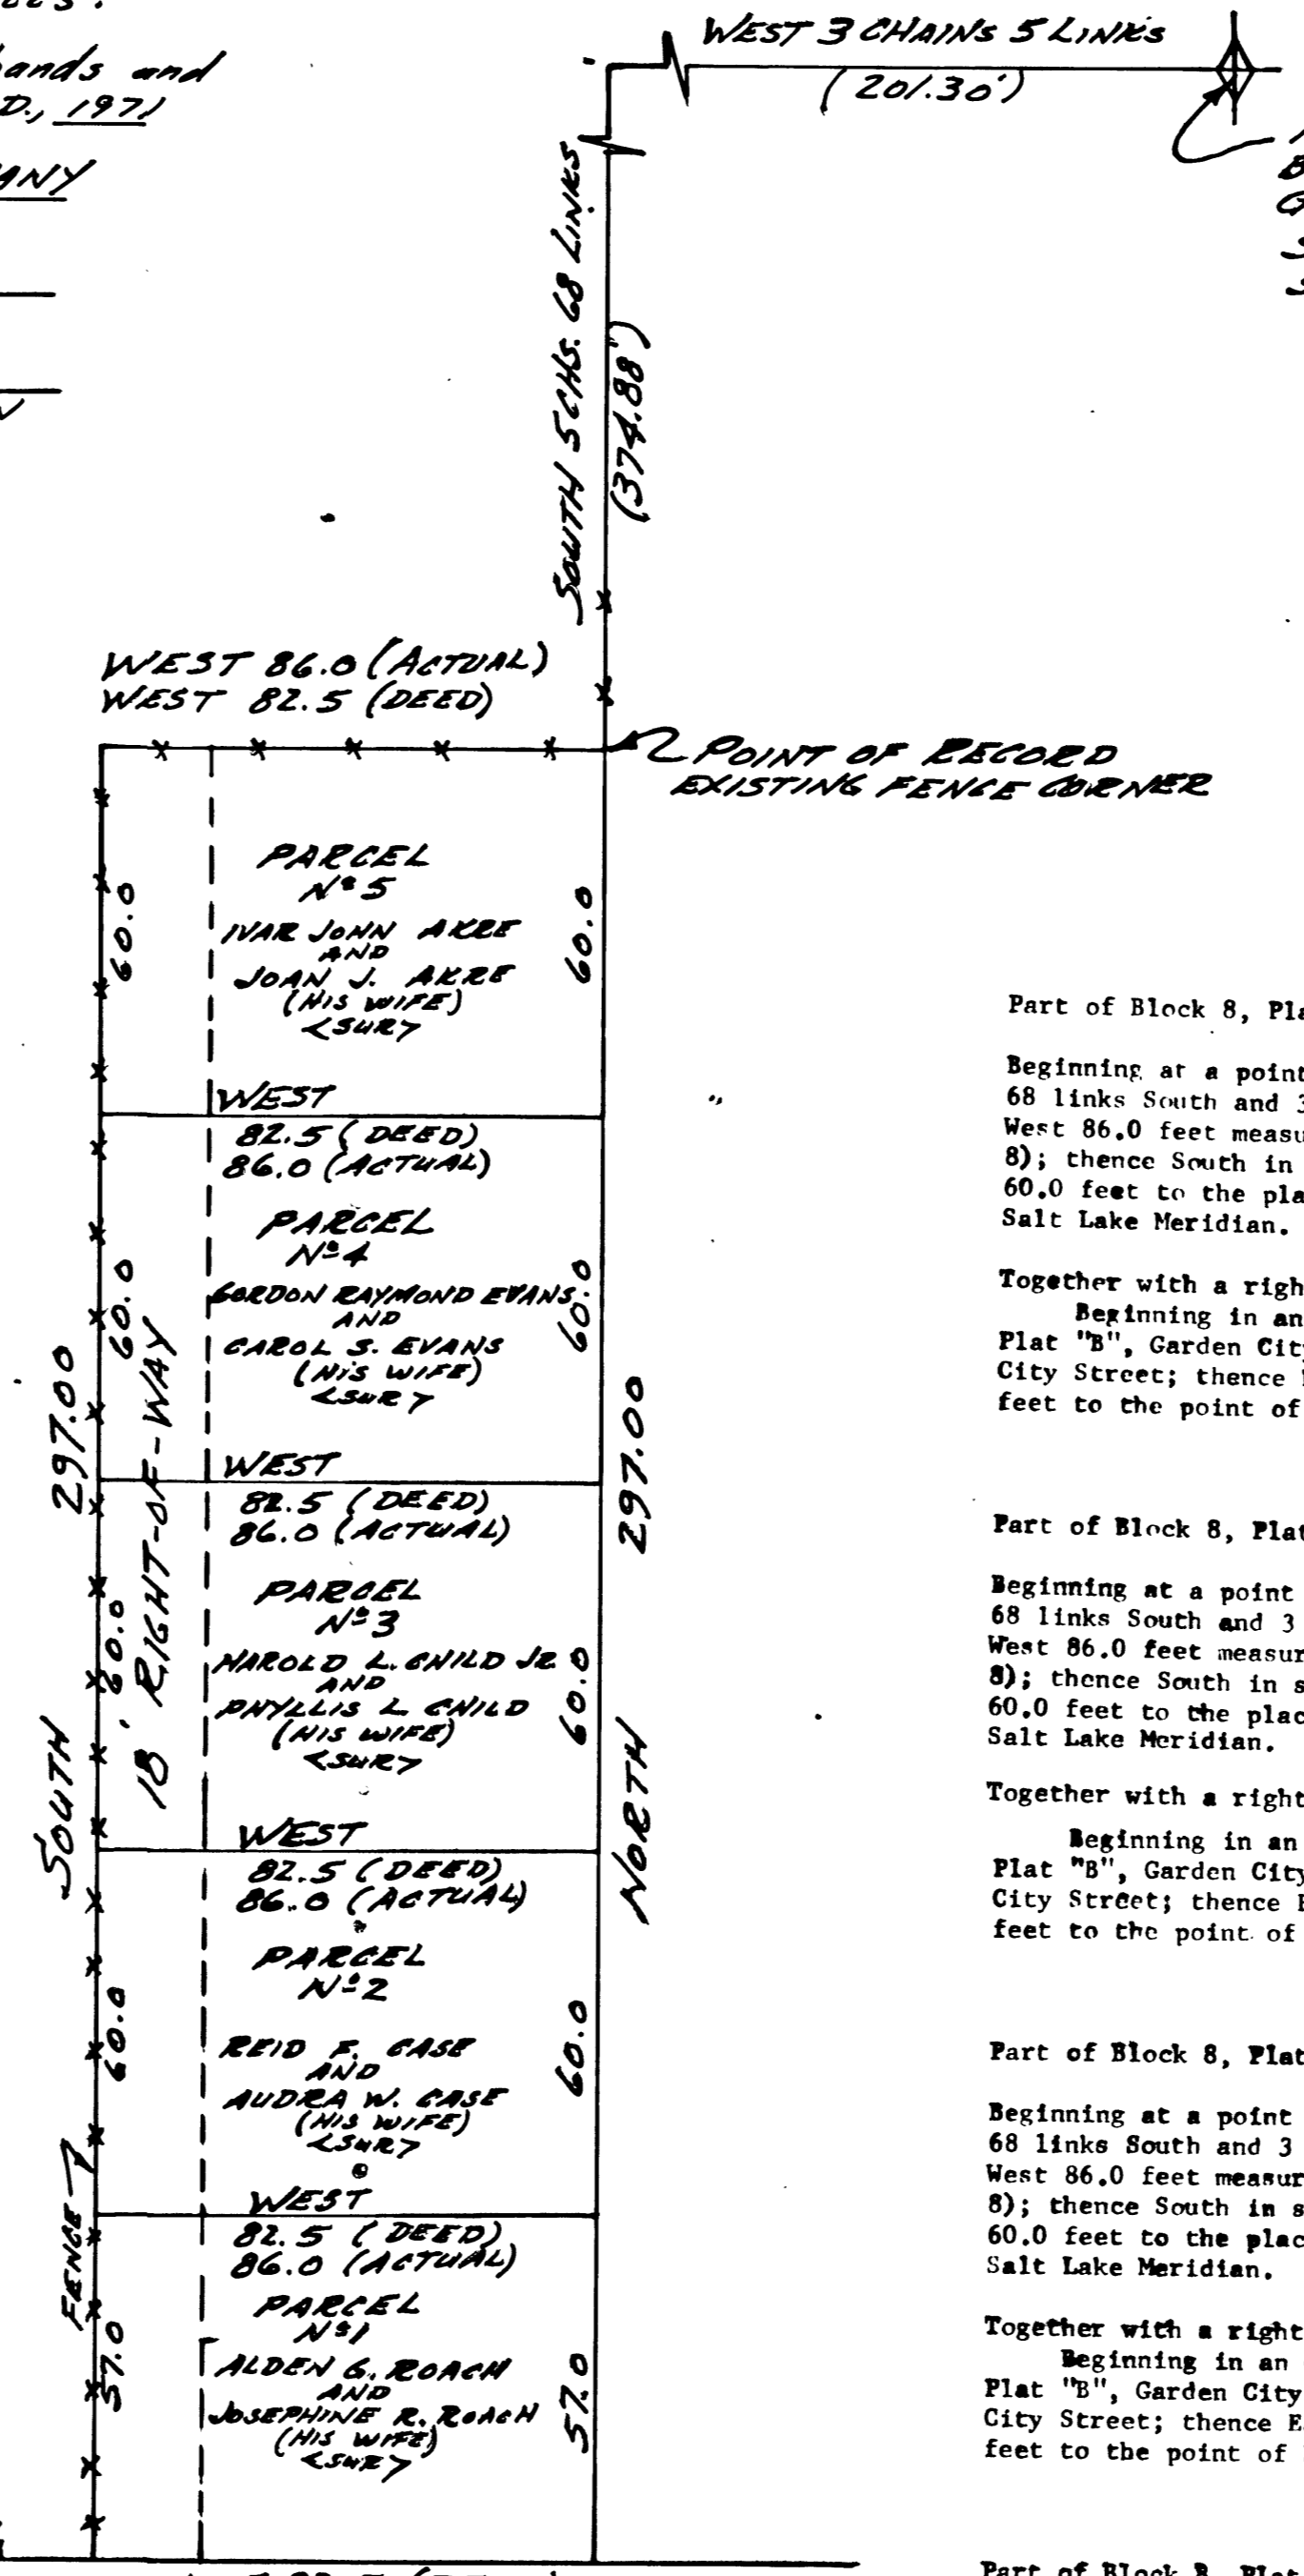 hands and
D., 1971
ANY
WEST 3 CHAINS 5 LINKS
(201.30')
SOUTH 5 CHS. 68 LINKS
(374.88')
WEST 86.0 (ACTUAL)
WEST 82.5 (DEED)
POINT OF RECORD
EXISTING FENCE CORNER
PARCEL
Nº 5
IVAR JOHN AKRE
AND
JOAN J. AKRE
(HIS WIFE)
<SUR>
60.0
60.0
WEST
82.5 (DEED)
86.0 (ACTUAL)
PARCEL
Nº 4
GORDON RAYMOND EVANS
AND
CAROL S. EVANS
(HIS WIFE)
<SUR>
60.0
60.0
WEST
82.5 (DEED)
86.0 (ACTUAL)
PARCEL
Nº 3
HAROLD L. CHILD JR.
AND
PHYLLIS L. CHILD
(HIS WIFE)
<SUR>
60.0
60.0
18' RIGHT-OF-WAY
SOUTH 297.00
NORTH 297.00
WEST
82.5 (DEED)
86.0 (ACTUAL)
PARCEL
Nº 2
REID F. CASE
AND
AUDRA W. CASE
(HIS WIFE)
<SUR>
60.0
60.0
FENCE
WEST
82.5 (DEED)
86.0 (ACTUAL)
PARCEL
Nº 1
ALDEN G. ROACH
AND
JOSEPHINE R. ROACH
(HIS WIFE)
<SUR>
57.0
57.0
Part of Block 8, Pla
Beginning at a point
68 links South and 3
West 86.0 feet measu
8); thence South in
60.0 feet to the pla
Salt Lake Meridian.
Together with a righ
Beginning in an
Plat "B", Garden Cit
City Street; thence
feet to the point of
Part of Block 8, Plat
Beginning at a point
68 links South and 3
West 86.0 feet measur
8); thence South in s
60.0 feet to the plac
Salt Lake Meridian.
Together with a right
Beginning in an
Plat "B", Garden City
City Street; thence E
feet to the point of
Part of Block 8, Plat
Beginning at a point
68 links South and 3
West 86.0 feet measur
8); thence South in s
60.0 feet to the plac
Salt Lake Meridian.
Together with a right
Beginning in an
Plat "B", Garden City
City Street; thence E
feet to the point of
Part of Block 8, Plat